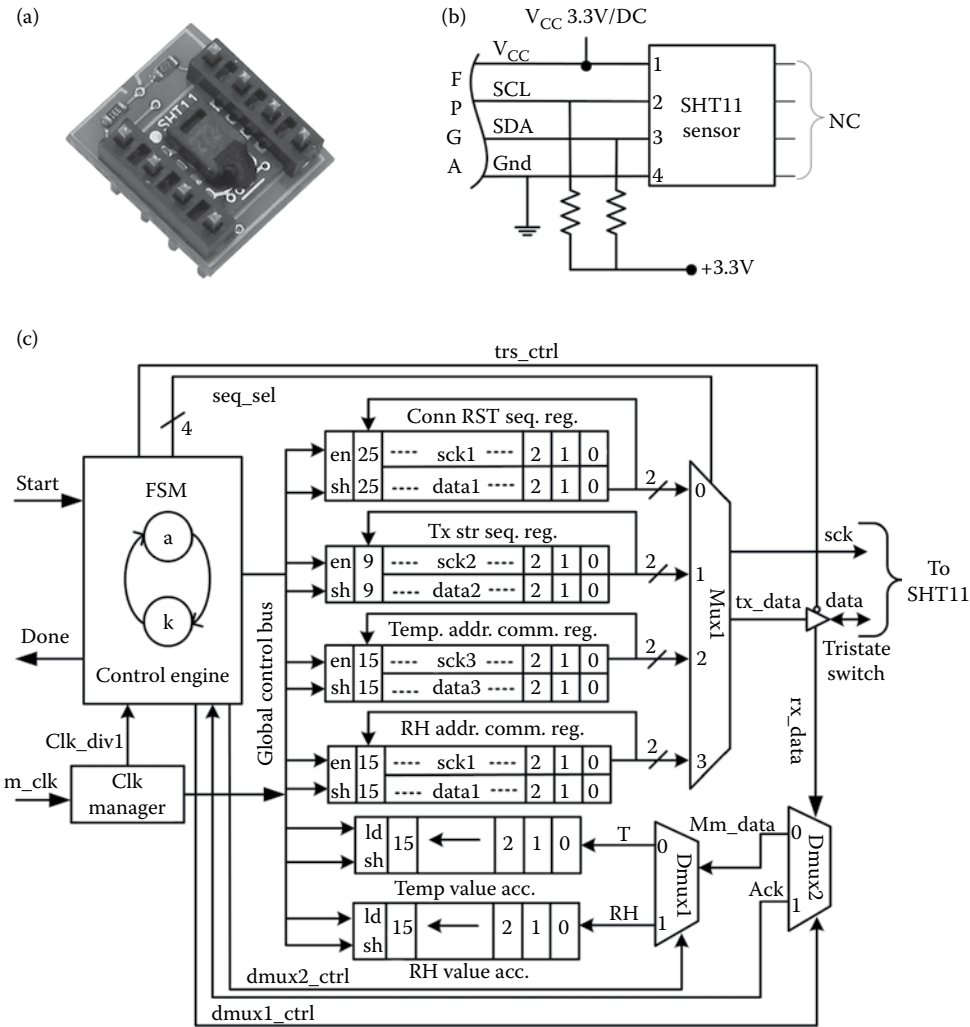 (a)
SHT11
(b)
V_CC 3.3V/DC
F
P
G
A
V_CC
SCL
SDA
Gnd
1
2
3
4
SHT11
sensor
NC
+3.3V
(c)
trs_ctrl
seq_sel
4
Start
FSM
a
k
Control engine
Done
Clk_div1
m_clk
Clk
manager
Global control bus
Conn RST seq. reg.
en 25 ---- sck1 ---- 2 1 0
sh 25 ---- data1 ---- 2 1 0
2
Tx str seq. reg.
en 9 ---- sck2 ---- 2 1 0
sh 9 ---- data2 ---- 2 1 0
2
Temp. addr. comm. reg.
en 15 ---- sck3 ---- 2 1 0
sh 15 ---- data3 ---- 2 1 0
2
RH addr. comm. reg.
en 15 ---- sck1 ---- 2 1 0
sh 15 ---- data1 ---- 2 1 0
2
0
1
2
3
Mux1
sck
tx_data
data
To
SHT11
Tristate
switch
rx_data
ld
sh
15 2 1 0
Temp value acc.
T
ld
sh
15 2 1 0
RH value acc.
RH
0
1
Dmux1
Mm_data
Ack
0
1
Dmux2
dmux2_ctrl
dmux1_ctrl